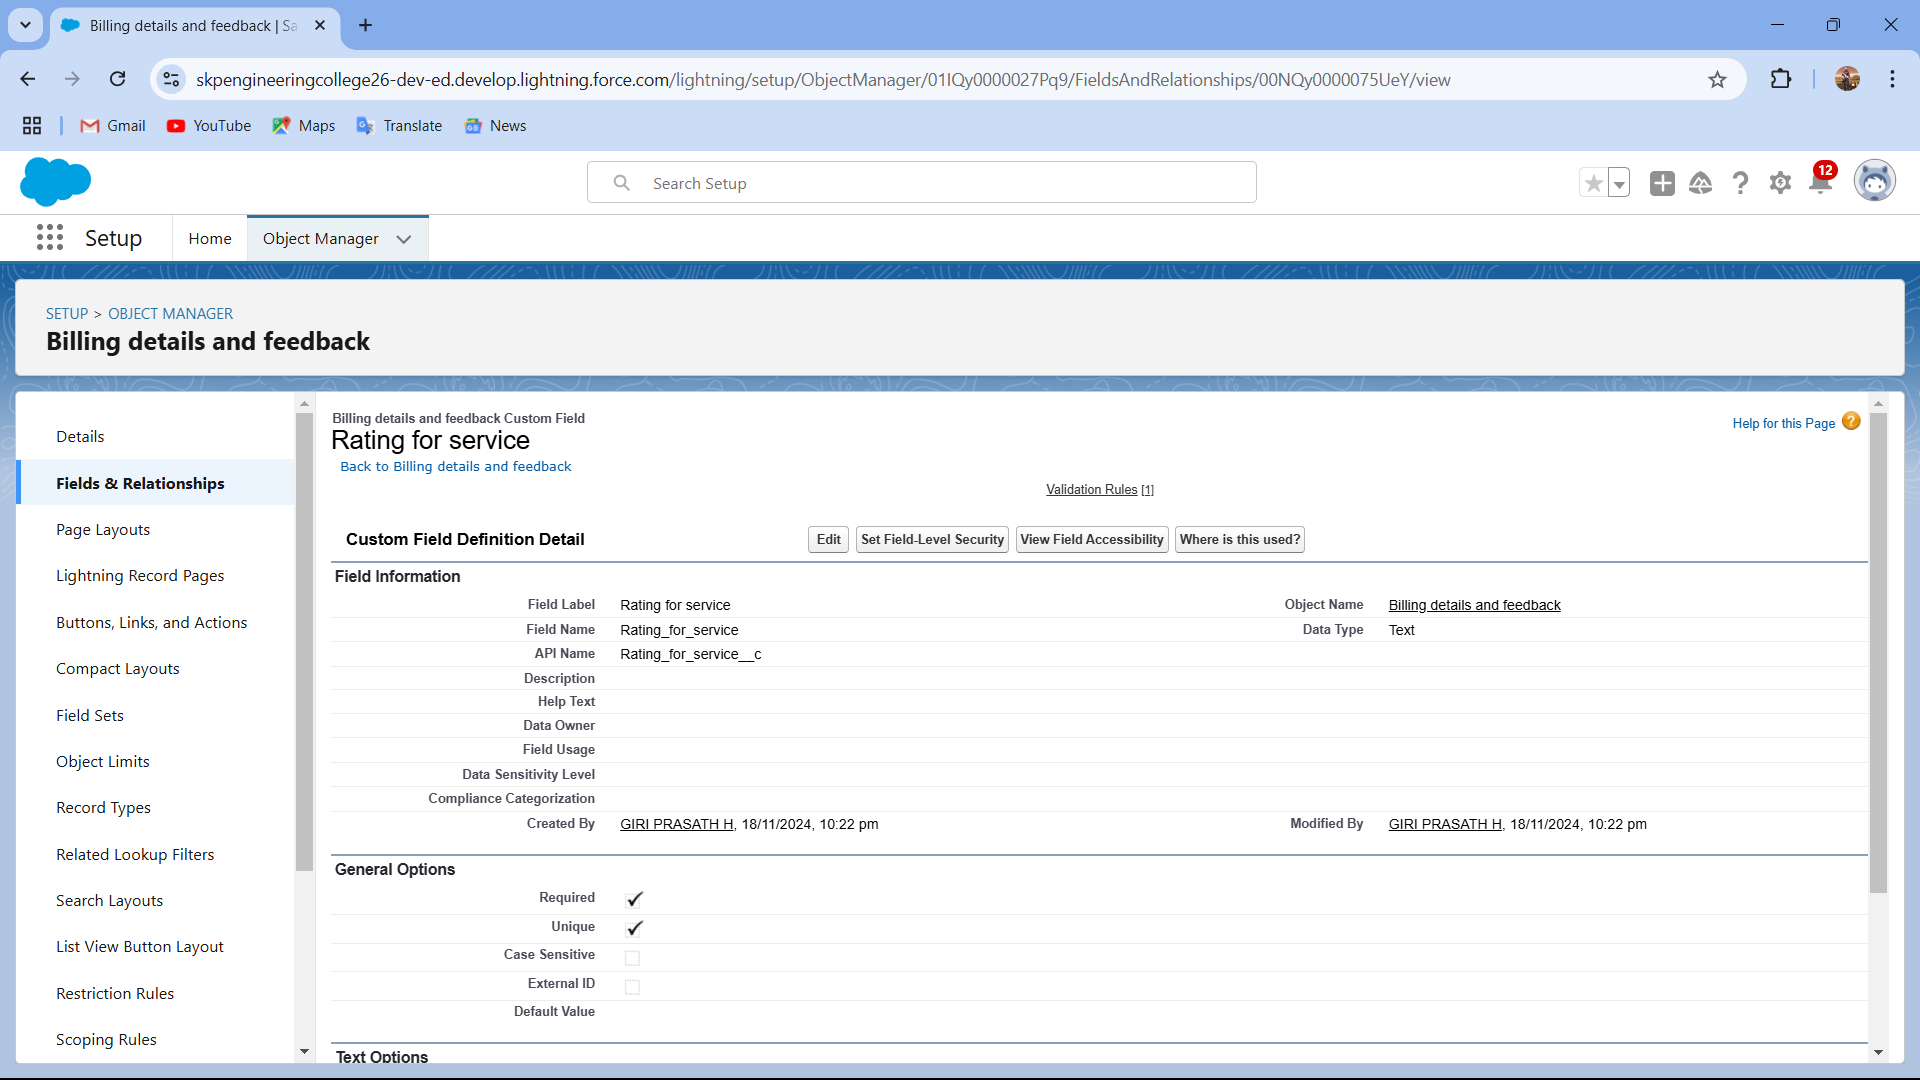 Billing details and feedback | Sa
skpengineeringcollege26-dev-ed.develop.lightning.force.com/lightning/setup/ObjectManager/01IQy0000027Pq9/FieldsAndRelationships/00NQy0000075UeY/view
Gmail
YouTube
Maps
Translate
News
Search Setup
12
Setup
Home
Object Manager
SETUP > OBJECT MANAGER
Billing details and feedback
Details
Fields & Relationships
Page Layouts
Lightning Record Pages
Buttons, Links, and Actions
Compact Layouts
Field Sets
Object Limits
Record Types
Related Lookup Filters
Search Layouts
List View Button Layout
Restriction Rules
Scoping Rules
Billing details and feedback Custom Field
Rating for service
Back to Billing details and feedback
Help for this Page
Validation Rules [1]
Custom Field Definition Detail
Edit
Set Field-Level Security
View Field Accessibility
Where is this used?
Field Information
Field Label Rating for service
Object Name Billing details and feedback
Field Name Rating_for_service
Data Type Text
API Name Rating_for_service__c
Description
Help Text
Data Owner
Field Usage
Data Sensitivity Level
Compliance Categorization
Created By GIRI PRASATH H, 18/11/2024, 10:22 pm
Modified By GIRI PRASATH H, 18/11/2024, 10:22 pm
General Options
Required
Unique
Case Sensitive
External ID
Default Value
Text Options